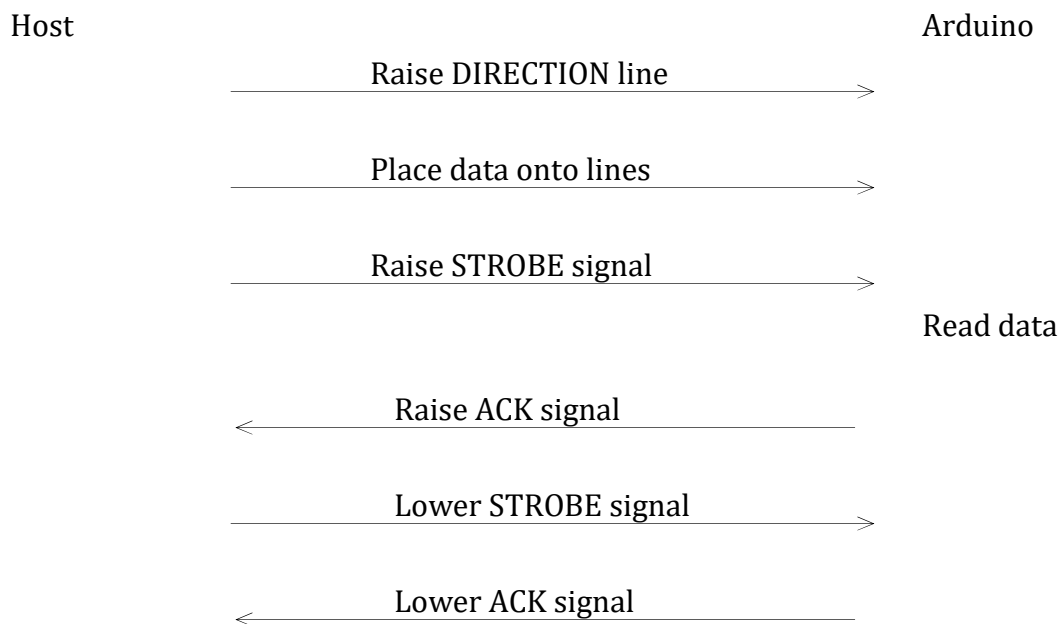 Host Arduino
Raise DIRECTION line
Place data onto lines
Raise STROBE signal
Read data
Raise ACK signal
Lower STROBE signal
Lower ACK signal